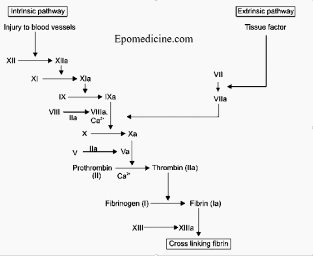 Intrinsic pathway Extrinsic pathway
Injury to blood vessels Epomedicine.com Tissue factor
XII XIIa
XI XIa VII
IX IXa VIIa
VIII IIa VIIIa,
Ca²⁺
X Xa
V IIa Va
Prothrombin Thrombin (IIa)
(II) Ca²⁺
Fibrinogen (I) Fibrin (Ia)
XIII XIIIa
Cross linking fibrin